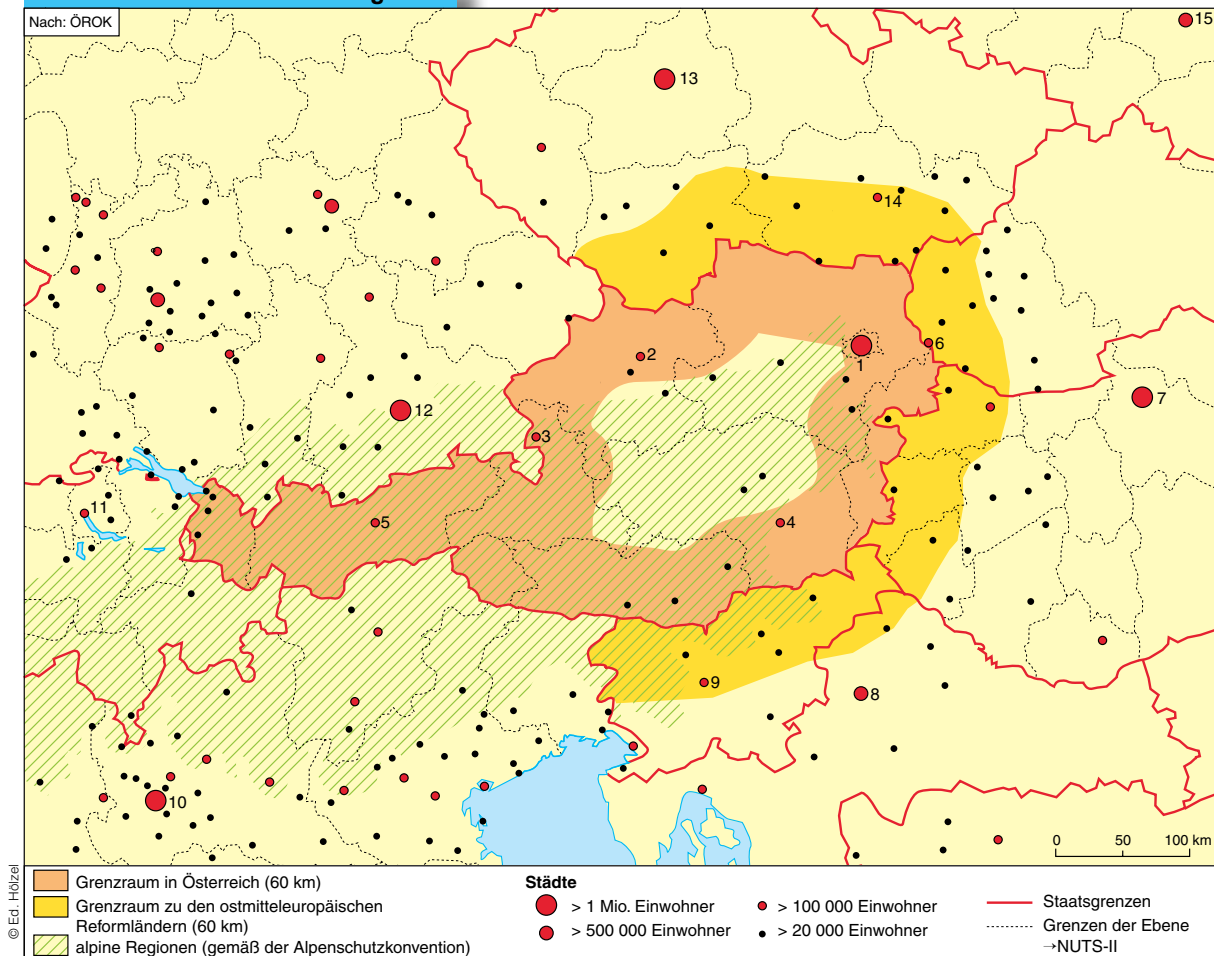 Nach: ÖROK
15
13
14
2
1
6
7
12
3
11
5
4
9
8
10
0 50 100 km
© Ed. Hölzel
Grenzraum in Österreich (60 km)
Grenzraum zu den ostmitteleuropäischen
Reformländern (60 km)
alpine Regionen (gemäß der Alpenschutzkonvention)
Städte
> 1 Mio. Einwohner
> 500 000 Einwohner
> 100 000 Einwohner
> 20 000 Einwohner
Staatsgrenzen
Grenzen der Ebene
→NUTS-II